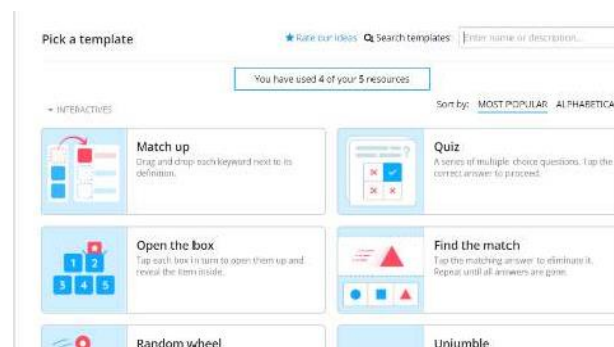 Pick a template
Rate our ideas
Search templates
Enter name or description...
You have used 4 of your 5 resources
INTERACTIVES
Sort by: MOST POPULAR ALPHABETICA
Match up
Drag and drop each keyword next to its
definition.
Quiz
A series of multiple choice questions. Tap the
correct answer to proceed.
Open the box
Tap each box in turn to open them up and
reveal the item inside.
1 2
3 4 5
Find the match
Tap the matching answer to eliminate it.
Repeat until all answers are gone.
Random wheel
Unjumble